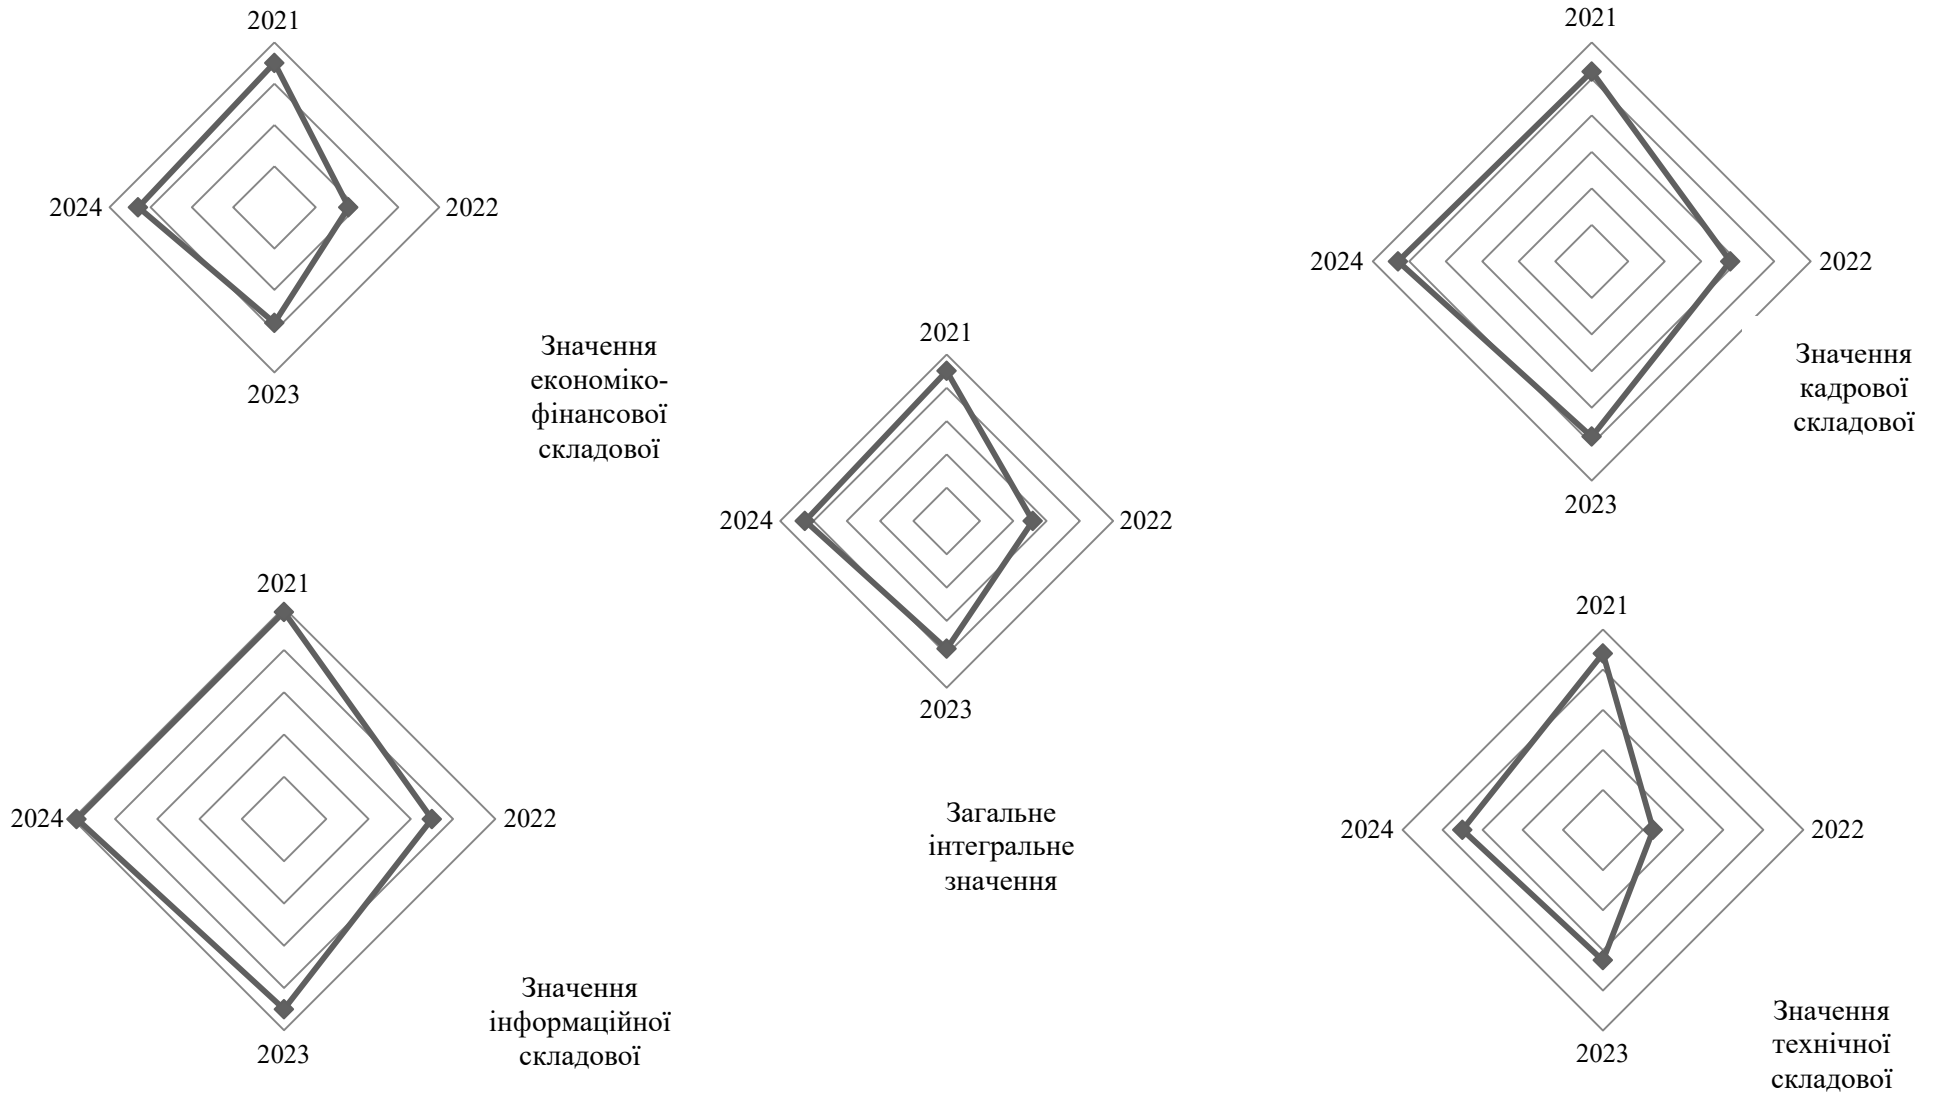 2021
2024
2022
2023
Значення
економіко-
фінансової
складової
2021
2024
2022
2023
Значення
кадрової
складової
2021
2024
2022
2023
Загальне
інтегральне
значення
2021
2024
2022
2023
Значення
інформаційної
складової
2021
2024
2022
2023
Значення
технічної
складової